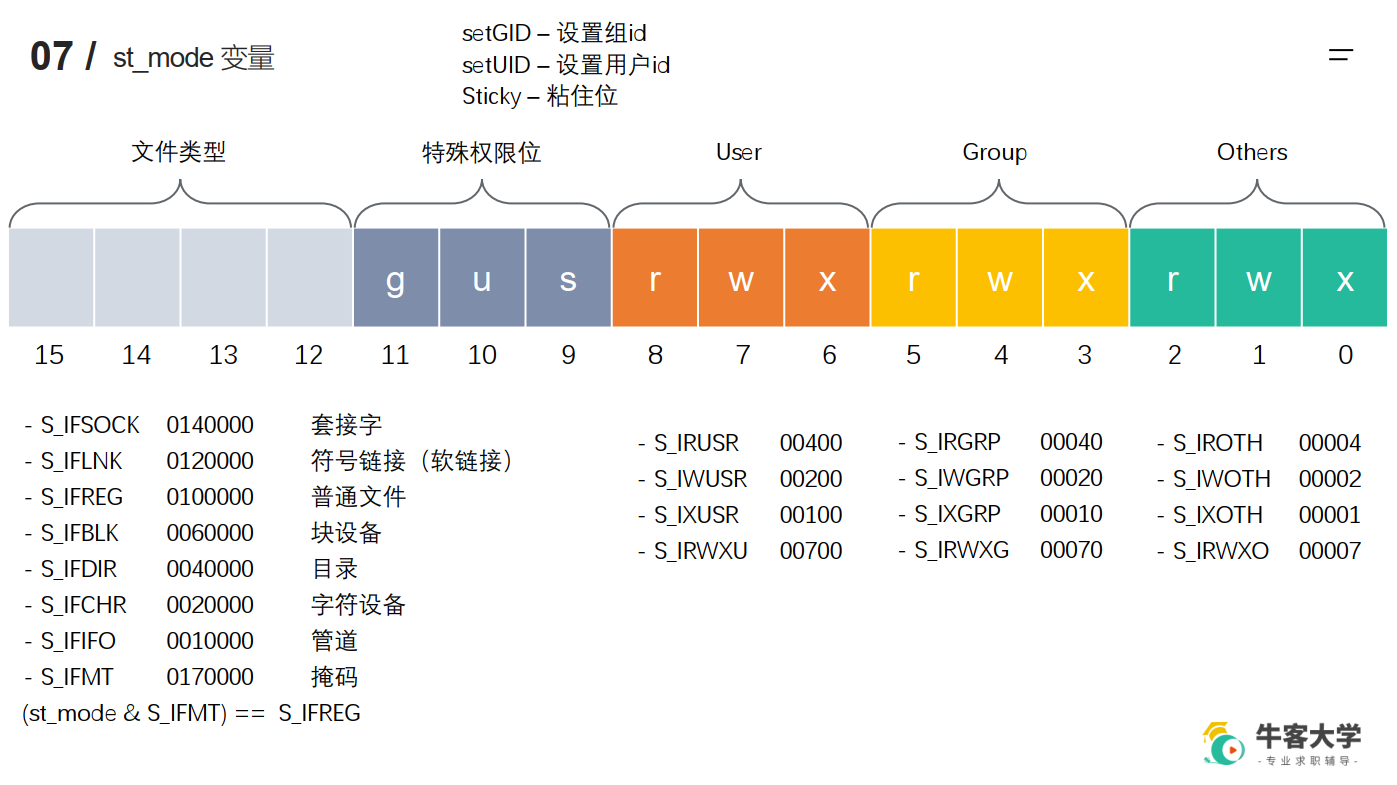 07 / st_mode 变量
setGID – 设置组id
setUID – 设置用户id
Sticky – 粘住位
文件类型 特殊权限位 User Group Others
g u s r w x r w x r w x
15 14 13 12 11 10 9 8 7 6 5 4 3 2 1 0
- S_IFSOCK 0140000 套接字
- S_IFLNK 0120000 符号链接（软链接）
- S_IFREG 0100000 普通文件
- S_IFBLK 0060000 块设备
- S_IFDIR 0040000 目录
- S_IFCHR 0020000 字符设备
- S_IFIFO 0010000 管道
- S_IFMT 0170000 掩码
(st_mode & S_IFMT) == S_IFREG
- S_IRUSR 00400
- S_IWUSR 00200
- S_IXUSR 00100
- S_IRWXU 00700
- S_IRGRP 00040
- S_IWGRP 00020
- S_IXGRP 00010
- S_IRWXG 00070
- S_IROTH 00004
- S_IWOTH 00002
- S_IXOTH 00001
- S_IRWXO 00007
牛客大学
- 专业求职辅导 -